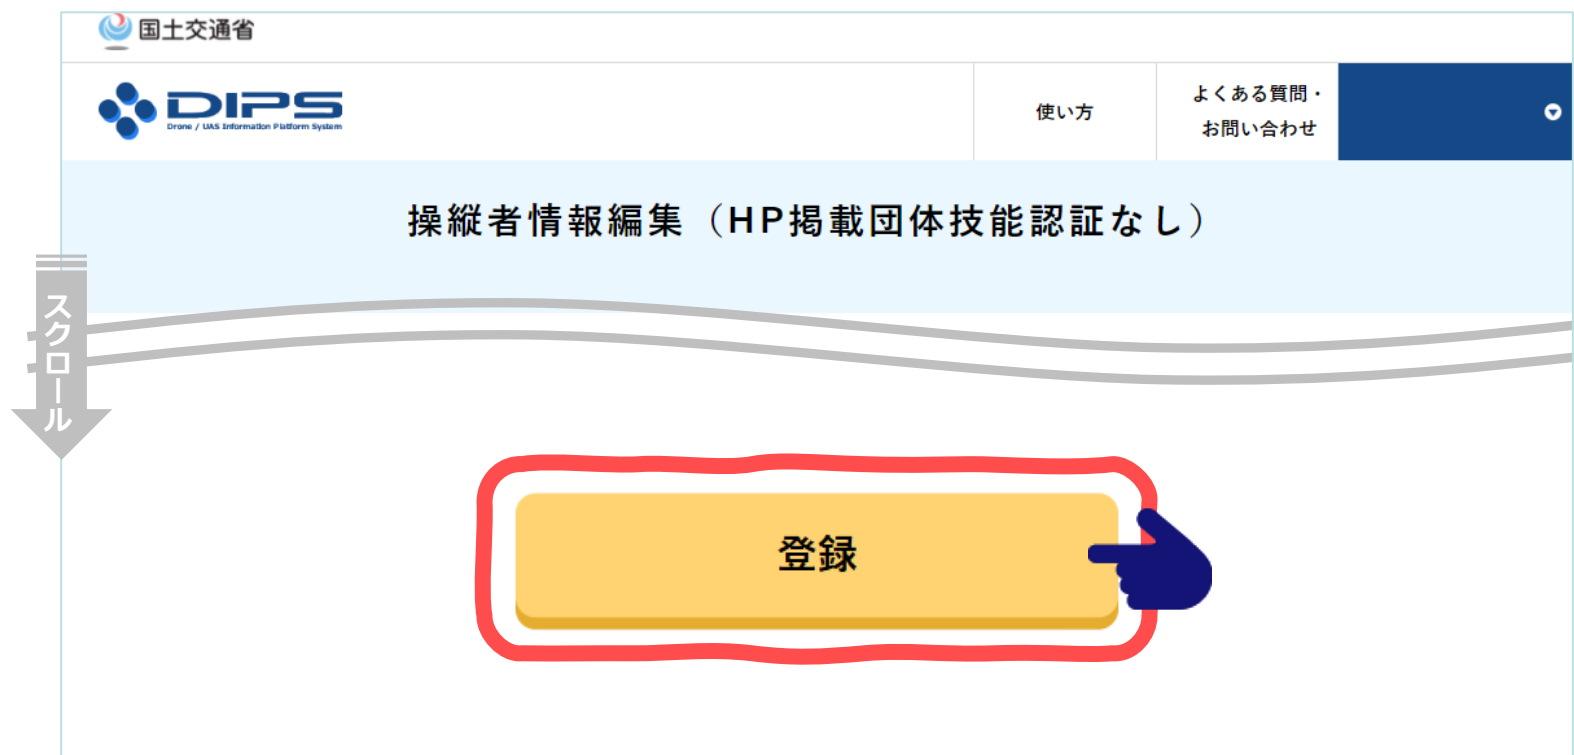 国土交通省
DIPS
Drone / UAS Information Platform System
使い方
よくある質問・
お問い合わせ
操縦者情報編集（HP掲載団体技能認証なし）
スクロール
登録